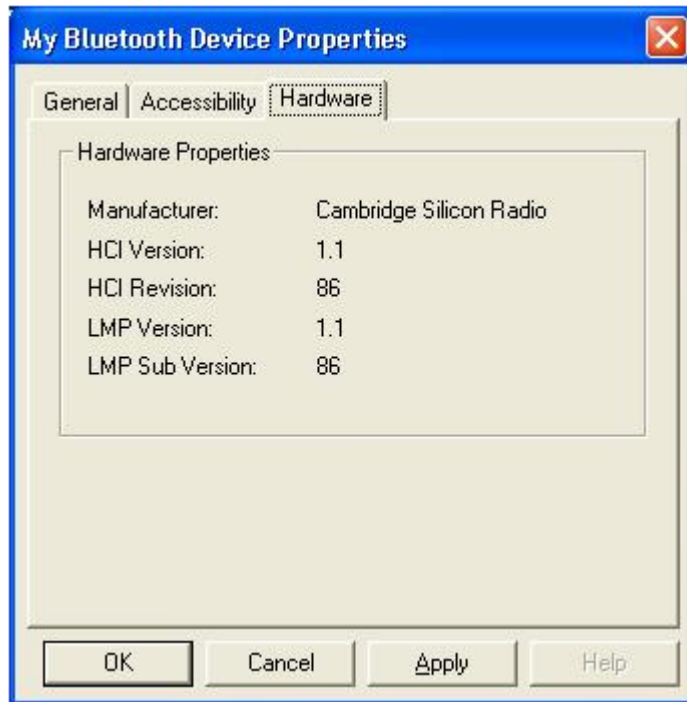 My Bluetooth Device Properties
General Accessibility Hardware
Hardware Properties
Manufacturer: Cambridge Silicon Radio
HCI Version: 1.1
HCI Revision: 86
LMP Version: 1.1
LMP Sub Version: 86
OK Cancel Apply Help